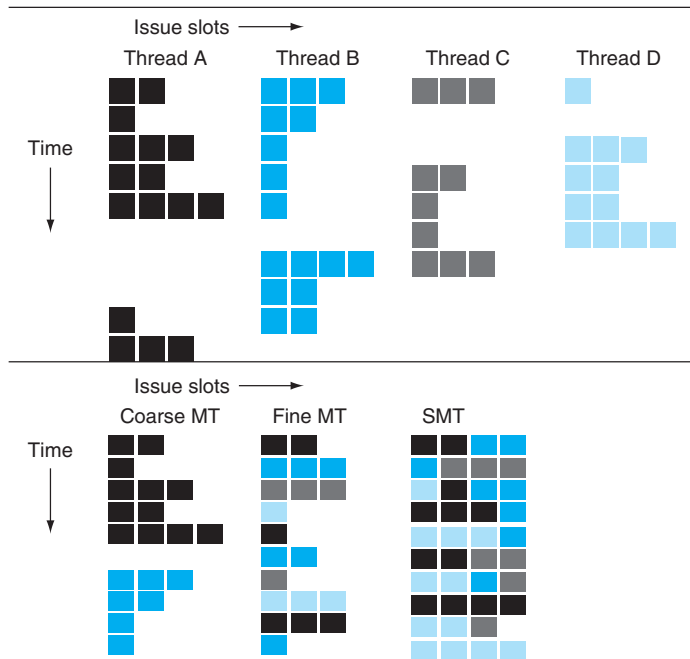 Issue slots
Thread A Thread B Thread C Thread D
Time
Issue slots
Coarse MT Fine MT SMT
Time